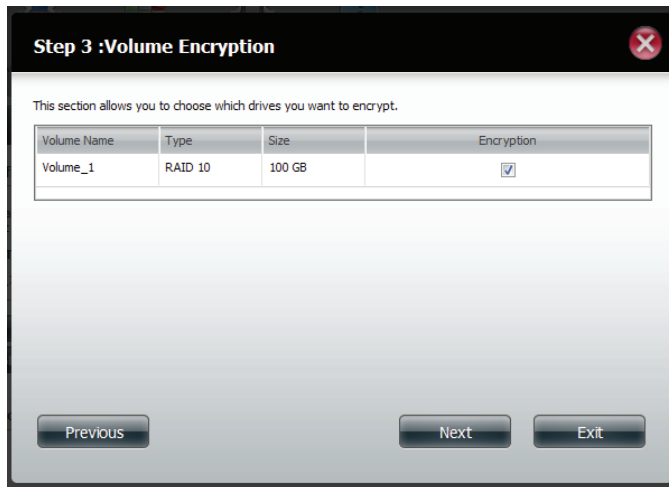 Step 3 :Volume Encryption
This section allows you to choose which drives you want to encrypt.
Volume Name Type Size Encryption
Volume_1 RAID 10 100 GB
Previous Next Exit